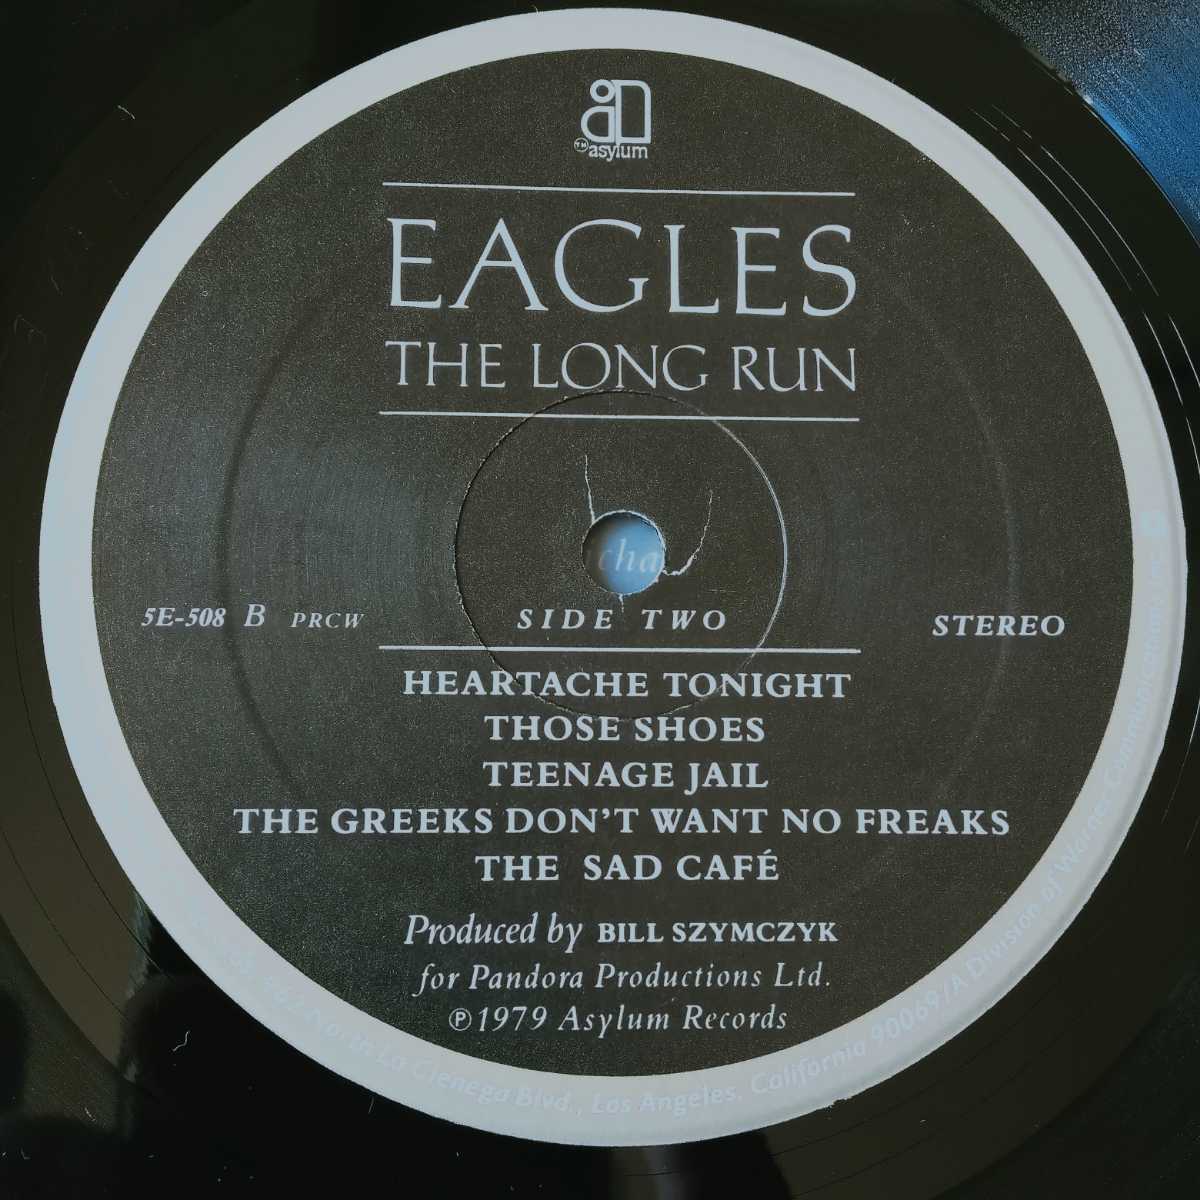 TM asylum
EAGLES
THE LONG RUN
cha
5E-508 B PRCW SIDE TWO STEREO
HEARTACHE TONIGHT
THOSE SHOES
TEENAGE JAIL
THE GREEKS DON'T WANT NO FREAKS
THE SAD CAFÉ
Produced by BILL SZYMCZYK
for Pandora Productions Ltd.
℗1979 Asylum Records
North La Cienega Blvd., Los Angeles, California 90069/A Division of Warner Communications Inc.